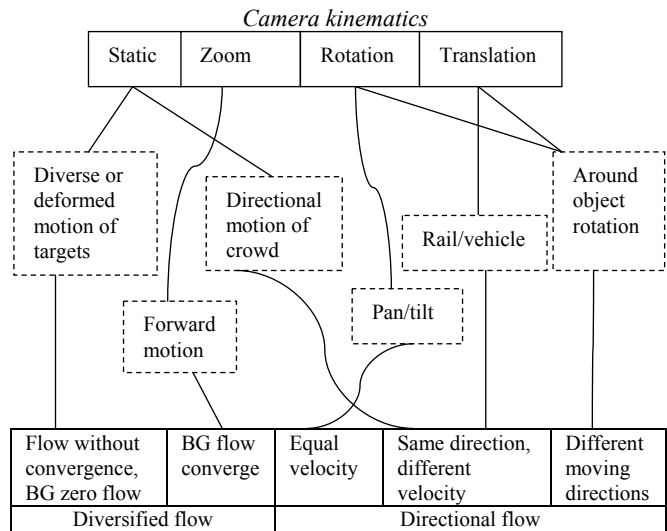 Camera kinematics
Static Zoom Rotation Translation
Diverse or
deformed
motion of
targets
Directional
motion of
crowd
Rail/vehicle
Around
object
rotation
Forward
motion
Pan/tilt
Flow without
convergence,
BG zero flow
BG flow
converge
Equal
velocity
Same direction,
different
velocity
Different
moving
directions
Diversified flow
Directional flow